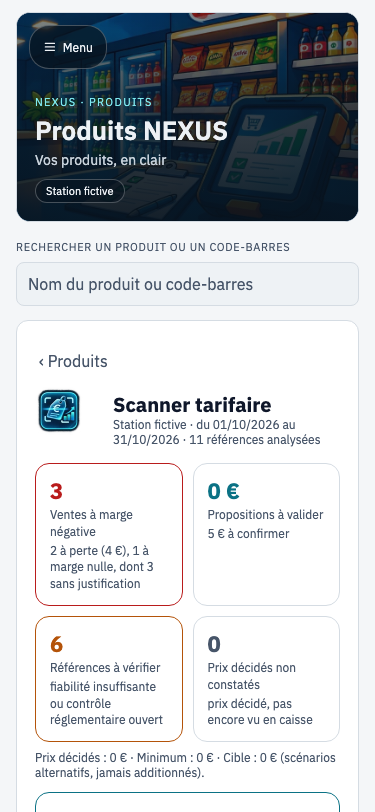 Menu
NEXUS · PRODUITS
Produits NEXUS
Vos produits, en clair
Station fictive
RECHERCHER UN PRODUIT OU UN CODE-BARRES
Nom du produit ou code-barres
‹ Produits
Scanner tarifaire
Station fictive · du 01/10/2026 au
31/10/2026 · 11 références analysées
3
Ventes à marge
négative
2 à perte (4 €), 1 à
marge nulle, dont 3
sans justification
0 €
Propositions à valider
5 € à confirmer
6
Références à vérifier
fiabilité insuffisante
ou contrôle
réglementaire ouvert
0
Prix décidés non
constatés
prix décidé, pas
encore vu en caisse
Prix décidés : 0 € · Minimum : 0 € · Cible : 0 € (scénarios
alternatifs, jamais additionnés).